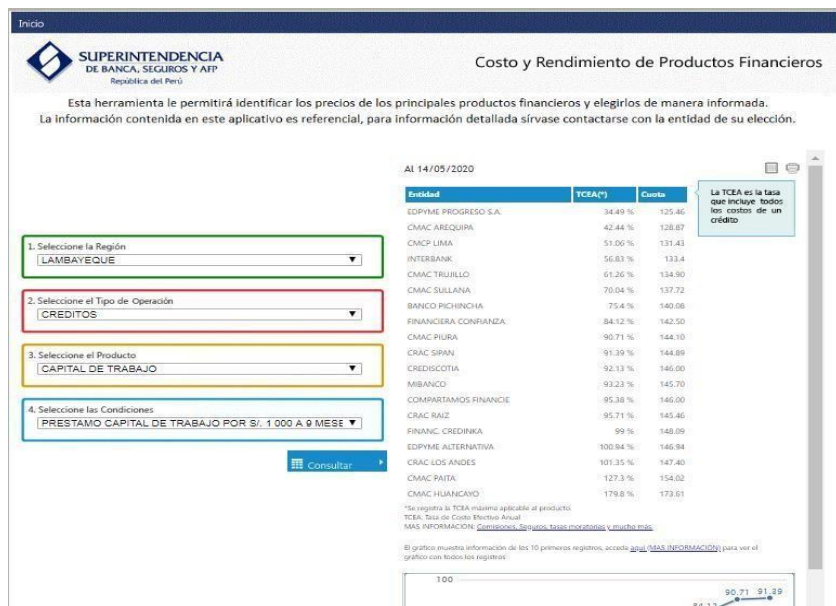 Inicio
SUPERINTENDENCIA
DE BANCA, SEGUROS Y AFP
República del Perú
Costo y Rendimiento de Productos Financieros
Esta herramienta le permitirá identificar los precios de los principales productos financieros y elegirlos de manera informada.
La información contenida en este aplicativo es referencial, para información detallada sírvase contactarse con la entidad de su elección.
1. Seleccione la Región
LAMBAYEQUE
2. Seleccione el Tipo de Operación
CREDITOS
3. Seleccione el Producto
CAPITAL DE TRABAJO
4. Seleccione las Condiciones
PRESTAMO CAPITAL DE TRABAJO POR S/. 1 000 A 9 MESE
Consultar
Al 14/05/2020
Entidad TCEA(*) Cuota
EDPYME PROGRESO S.A. 34.49 % 125.46
CMAC AREQUIPA 42.44 % 128.87
CMCP LIMA 51.06 % 131.43
INTERBANK 56.83 % 133.4
CMAC TRUJILLO 61.26 % 134.90
CMAC SULLANA 70.04 % 137.72
BANCO PICHINCHA 75.4 % 140.08
FINANCIERA CONFIANZA 84.12 % 142.50
CMAC PIURA 90.71 % 144.10
CRAC SIPAN 91.39 % 144.89
CREDISCOTIA 92.13 % 146.00
MIBANCO 93.23 % 145.70
COMPARTAMOS FINANCIE 95.38 % 146.00
CRAC RAIZ 95.71 % 145.46
FINANC. CREDINKA 99 % 148.09
EDPYME ALTERNATIVA 100.94 % 146.94
CRAC LOS ANDES 101.35 % 147.40
CMAC PAITA 127.3 % 154.02
CMAC HUANCAYO 179.8 % 173.61
La TCEA es la tasa
que incluye todos
los costos de un
crédito
*Se registra la TCEA máxima aplicable al producto
TCEA: Tasa de Costo Efectivo Anual
MAS INFORMACIÓN: Comisiones, Seguros, tasas moratorias y mucho más.
El gráfico muestra información de los 10 primeros registros, acceda aquí (MAS INFORMACIÓN) para ver el
gráfico con todos los registros
100
90.71 91.39
84.12